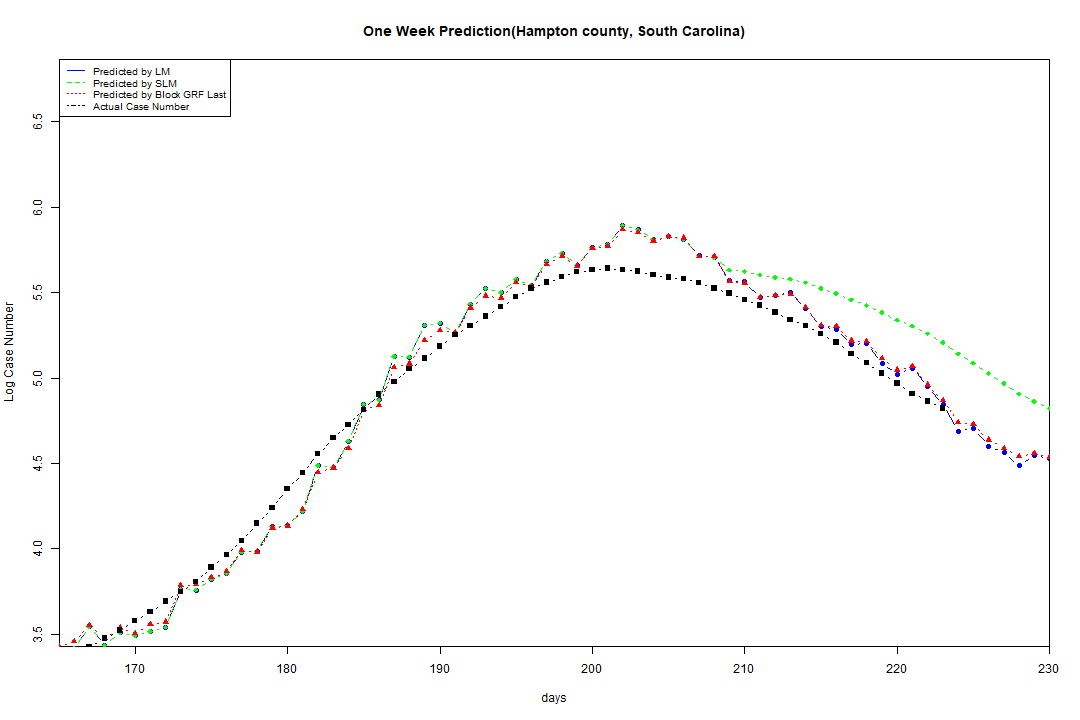 One Week Prediction(Hampton county, South Carolina)
Predicted by LM
Predicted by SLM
Predicted by Block GRF Last
Actual Case Number
Log Case Number
6.5
6.0
5.5
5.0
4.5
4.0
3.5
170 180 190 200 210 220 230
days